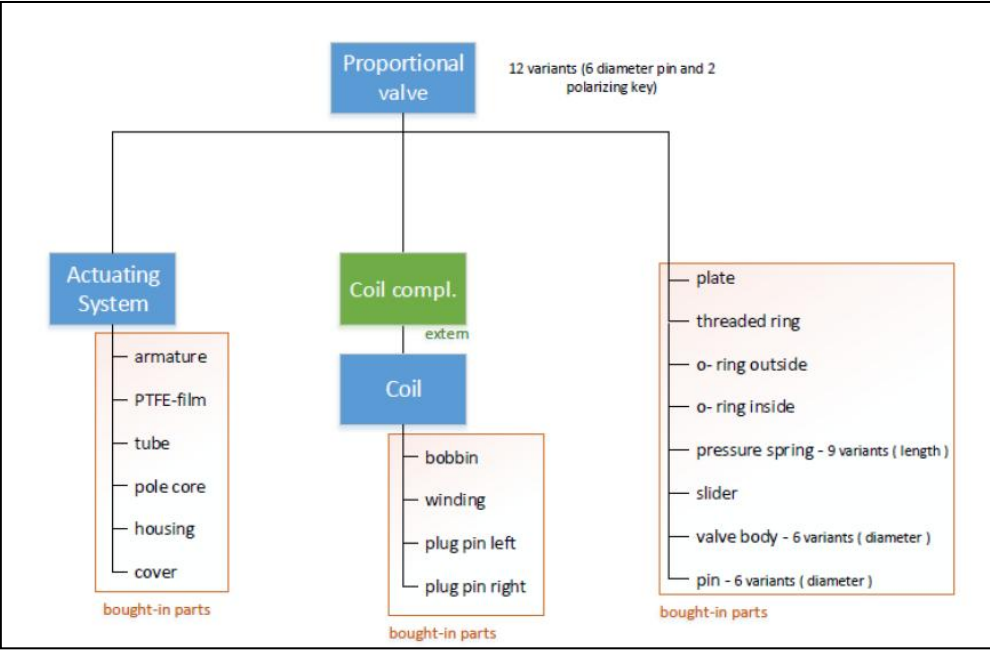 Proportional
valve
12 variants (6 diameter pin and 2
polarizing key)
Actuating
System
armature
PTFE-film
tube
pole core
housing
cover
bought-in parts
Coil compl.
extern
Coil
bobbin
winding
plug pin left
plug pin right
bought-in parts
plate
threaded ring
o- ring outside
o- ring inside
pressure spring - 9 variants ( length )
slider
valve body - 6 variants ( diameter )
pin - 6 variants ( diameter )
bought-in parts